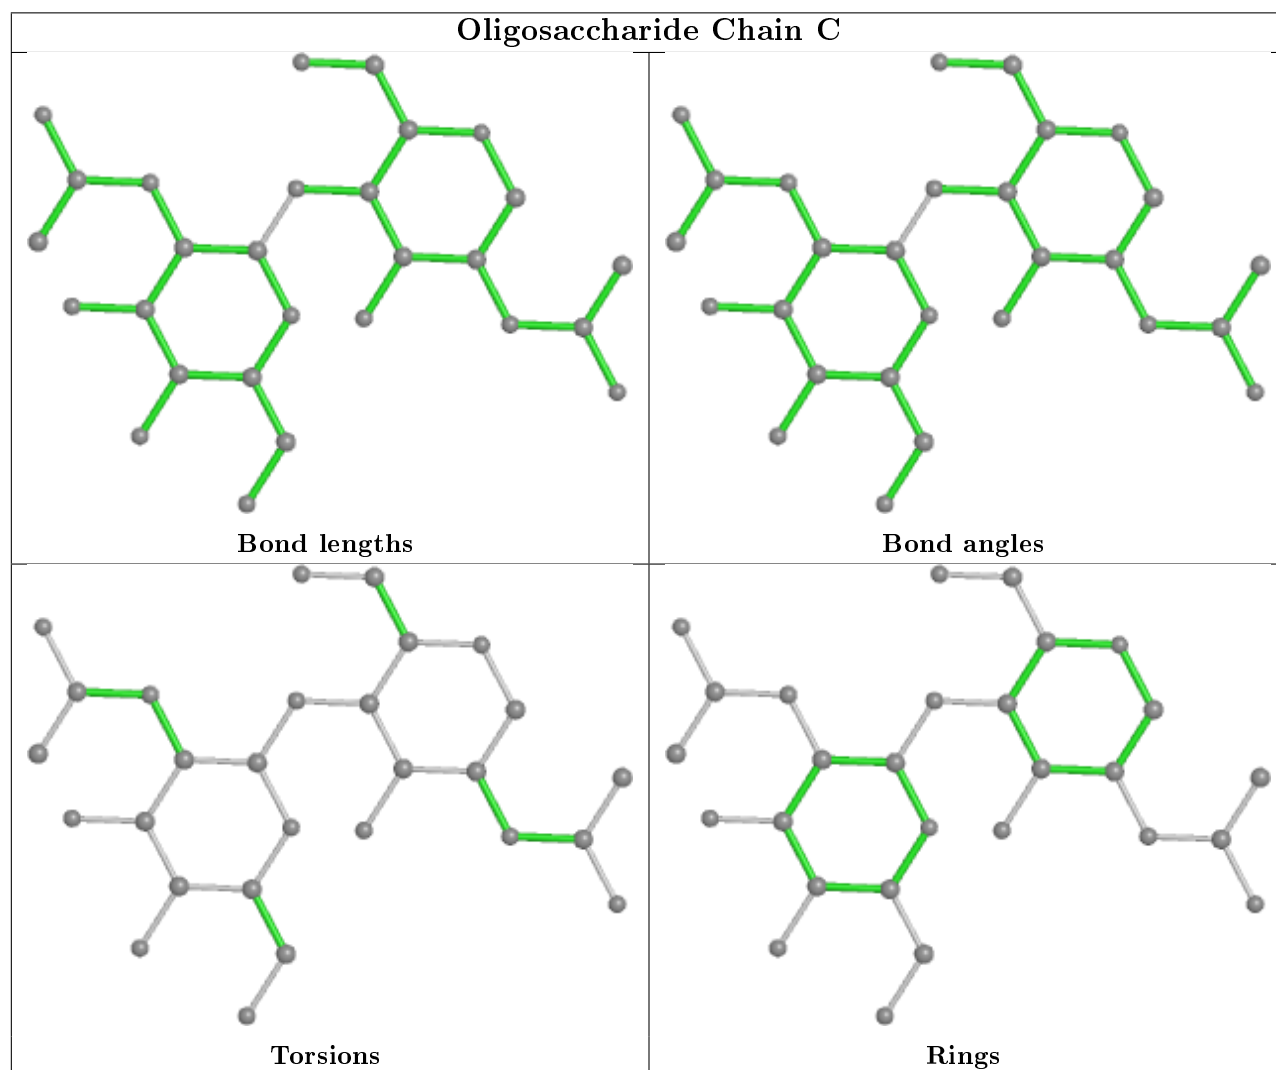 Oligosaccharide Chain C
Bond lengths
Bond angles
Torsions
Rings